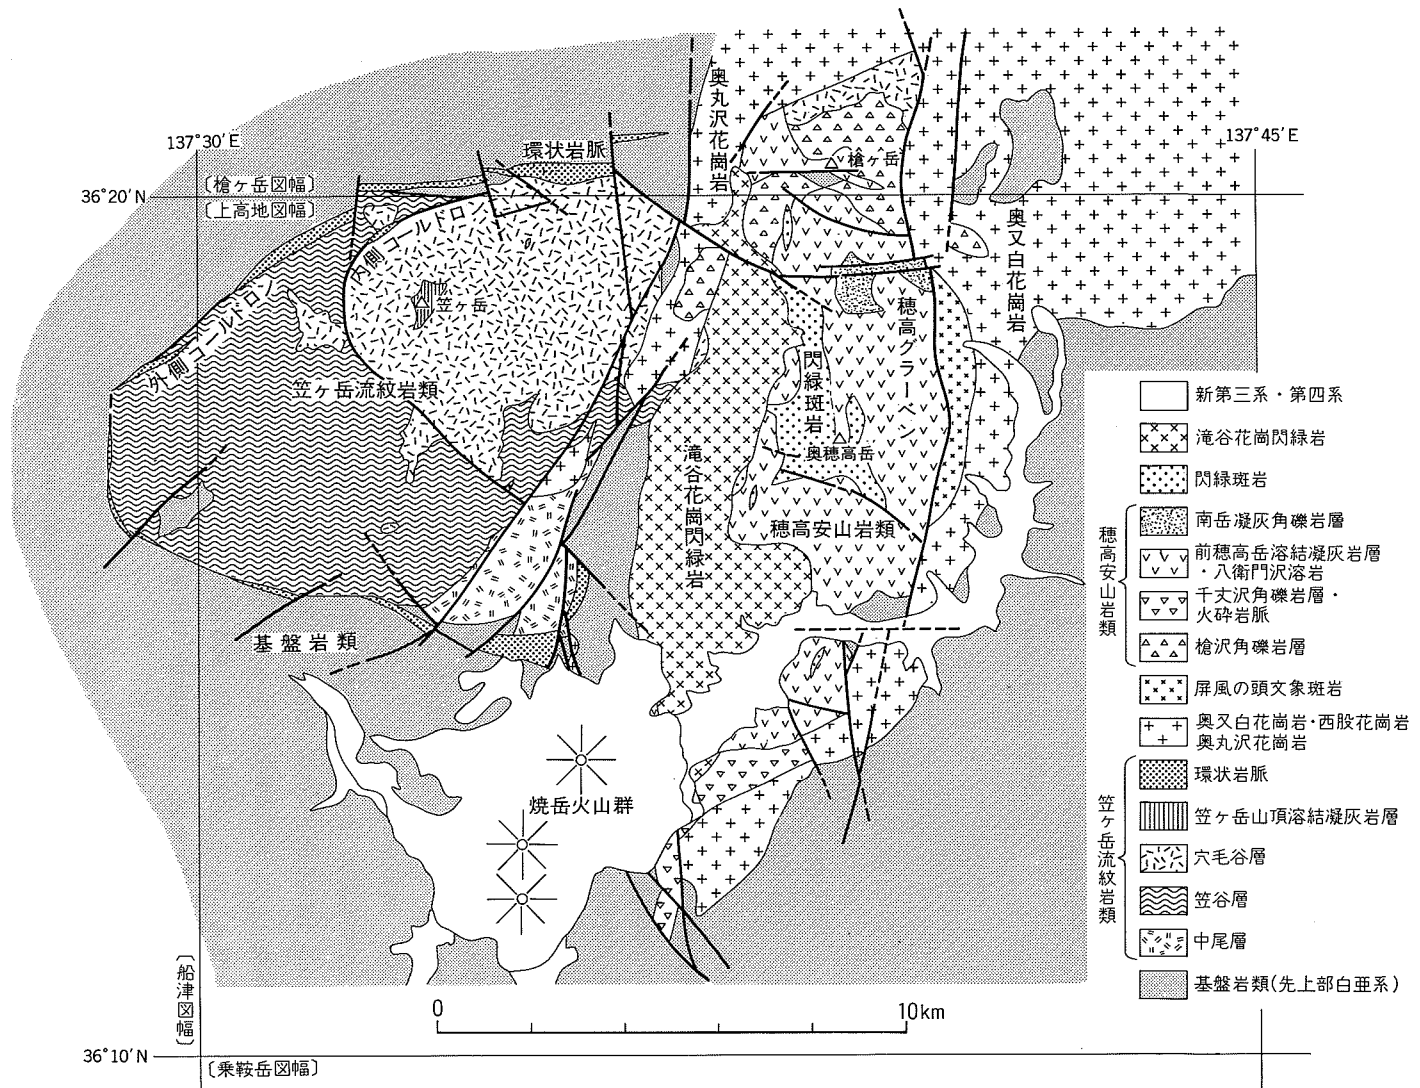 137°30′E
137°45′E
36°20′N
〔槍ヶ岳図幅〕
〔上高地図幅〕
環状岩脈
奥丸沢花崗岩
槍ヶ岳
奥又白花崗岩
内側コールドロン
外側コールドロン
笠ヶ岳
笠ヶ岳流紋岩類
穂高グラーベン
閃緑斑岩
奥穂高岳
滝谷花崗閃緑岩
穂高安山岩類
基盤岩類
焼岳火山群
〔船津図幅〕
0
10km
36°10′N
〔乗鞍岳図幅〕
新第三系・第四系
滝谷花崗閃緑岩
閃緑斑岩
穂高安山岩類
南岳凝灰角礫岩層
前穂高岳溶結凝灰岩層
・八衛門沢溶岩
千丈沢角礫岩層・
火砕岩脈
槍沢角礫岩層
屏風の頭文象斑岩
奥又白花崗岩・西股花崗岩
奥丸沢花崗岩
笠ヶ岳流紋岩類
環状岩脈
笠ヶ岳山頂溶結凝灰岩層
穴毛谷層
笠谷層
中尾層
基盤岩類(先上部白亜系)